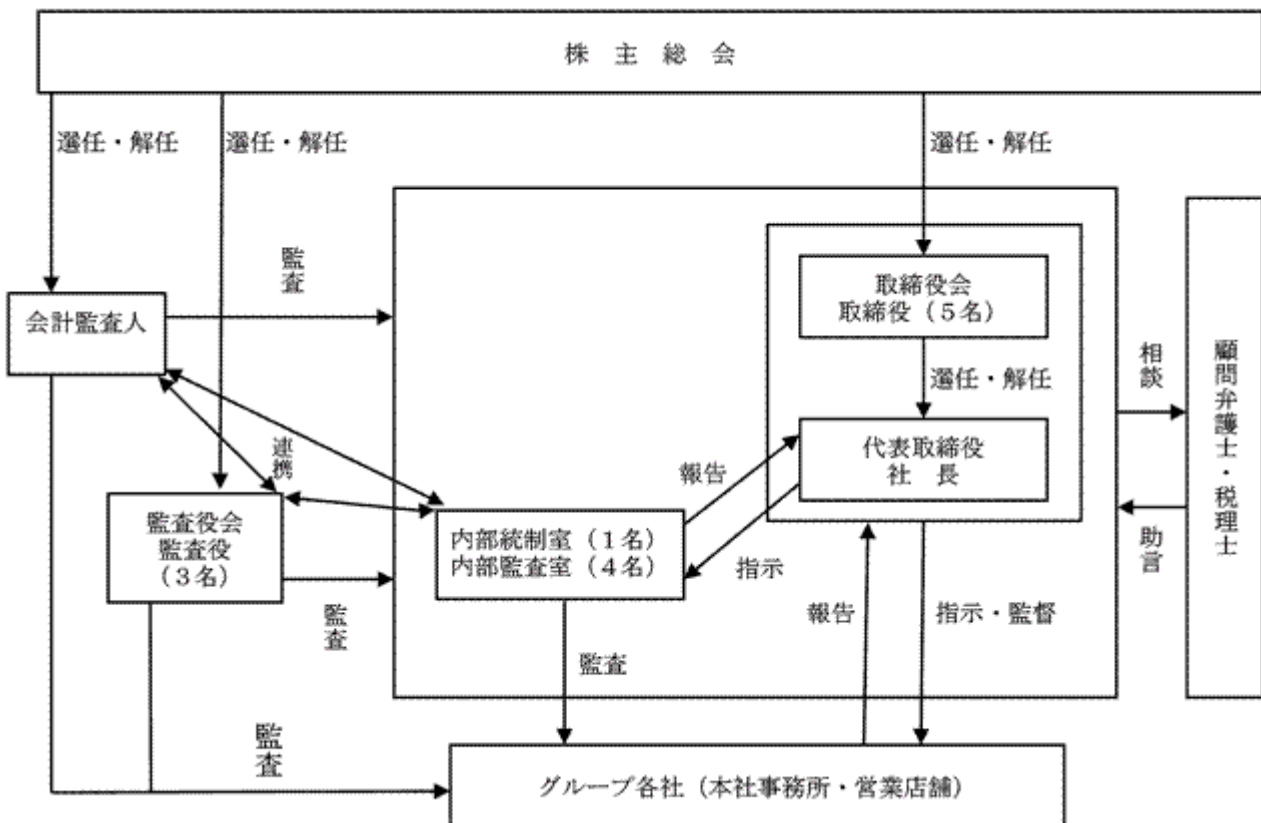 株主総会
選任・解任
選任・解任
選任・解任
監査
会計監査人
取締役会
取締役（５名）
選任・解任
相談
顧問弁護士・税理士
代表取締役
社　長
連携
報告
監査役会
監査役
（３名）
内部統制室（１名）
内部監査室（４名）
指示
助言
監査
報告
指示・監督
監査
監査
グループ各社（本社事務所・営業店舗）